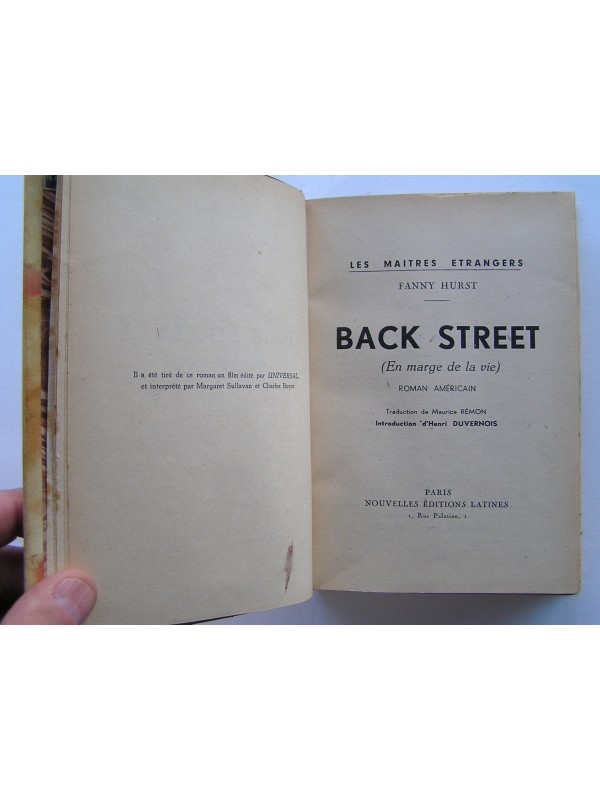 Il a été tiré de ce roman un film édité par UNIVERSAL,
et interprété par Margaret Sullavan et Charles Boyer.
LES MAITRES ETRANGERS
FANNY HURST
BACK STREET
(En marge de la vie)
ROMAN AMÉRICAIN
Traduction de Maurice RÉMON
Introduction d'Henri DUVERNOIS
PARIS
NOUVELLES ÉDITIONS LATINES
1, Rue Palatine, 1